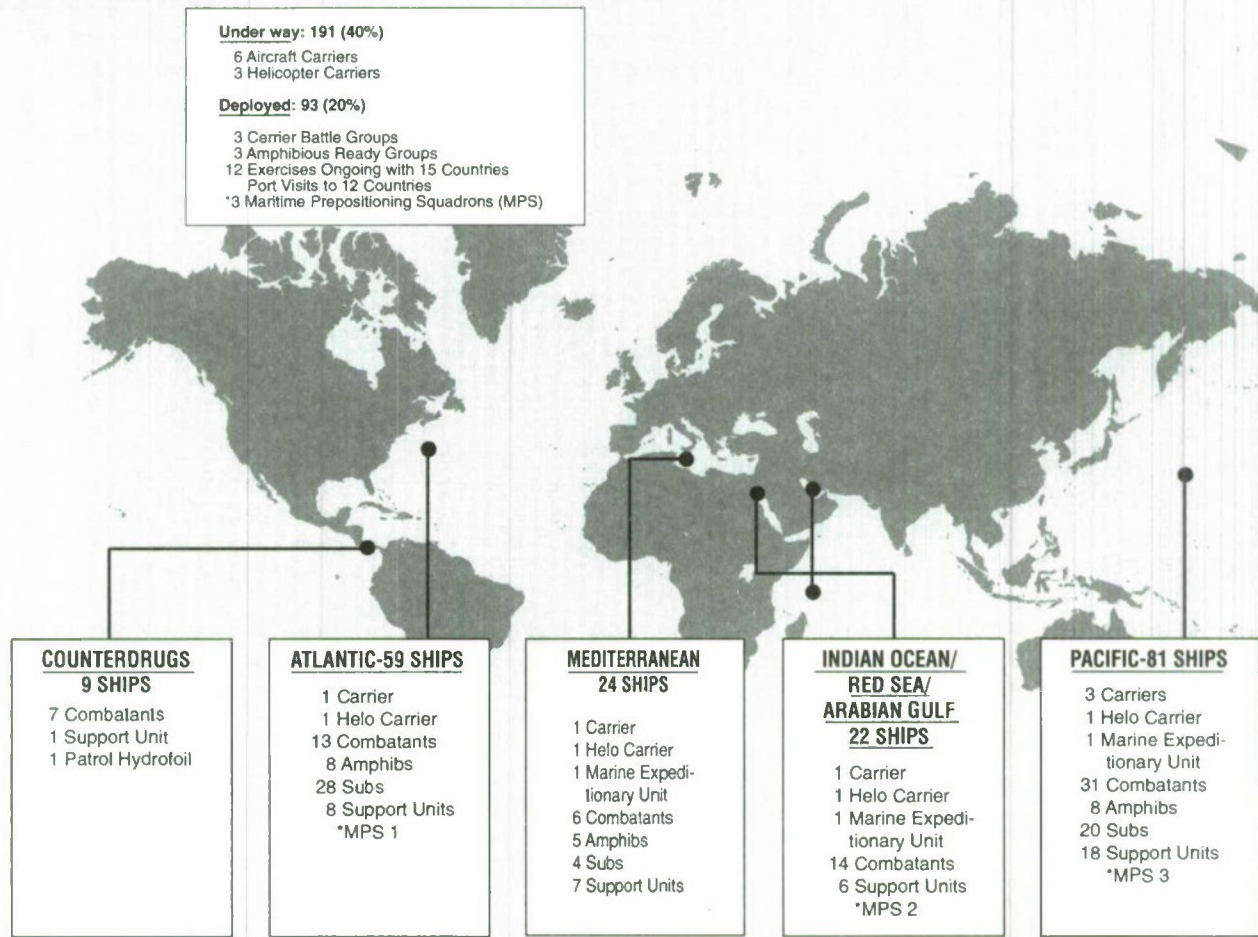 Under way: 191 (40%)
6 Aircraft Carriers
3 Helicopter Carriers
Deployed: 93 (20%)
3 Cerrier Battle Groups
3 Amphibious Ready Groups
12 Exercises Ongoing with 15 Countries
Port Visits to 12 Countries
*3 Maritime Prepositioning Squadrons (MPS)
COUNTERDRUGS
9 SHIPS
7 Combatants
1 Support Unit
1 Patrol Hydrofoil
ATLANTIC-59 SHIPS
1 Carrier
1 Helo Carrier
13 Combatants
8 Amphibs
28 Subs
8 Support Units
*MPS 1
MEDITERRANEAN
24 SHIPS
1 Carrier
1 Helo Carrier
1 Marine Expedi-
tionary Unit
6 Combatants
5 Amphibs
4 Subs
7 Support Units
INDIAN OCEAN/
RED SEA/
ARABIAN GULF
22 SHIPS
1 Carrier
1 Helo Carrier
1 Marine Expedi-
tionary Unit
14 Combatants
6 Support Units
*MPS 2
PACIFIC-81 SHIPS
3 Carriers
1 Helo Carrier
1 Marine Expedi-
tionary Unit
31 Combatants
8 Amphibs
20 Subs
18 Support Units
*MPS 3